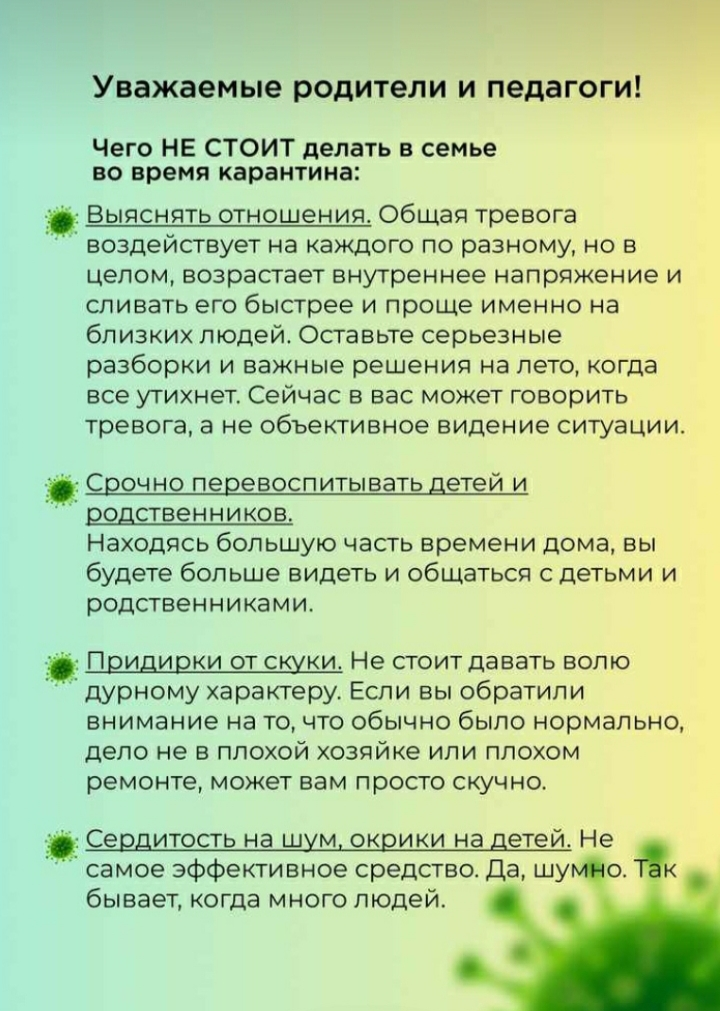 Уважаемые родители и педагоги!
Чего НЕ СТОИТ делать в семье
во время карантина:
Выяснять отношения. Общая тревога
воздействует на каждого по разному, но в
целом, возрастает внутреннее напряжение и
сливать его быстрее и проще именно на
близких людей. Оставьте серьезные
разборки и важные решения на лето, когда
все утихнет. Сейчас в вас может говорить
тревога, а не объективное видение ситуации.
Срочно перевоспитывать детей и
родственников.
Находясь большую часть времени дома, вы
будете больше видеть и общаться с детьми и
родственниками.
Придирки от скуки. Не стоит давать волю
дурному характеру. Если вы обратили
внимание на то, что обычно было нормально,
дело не в плохой хозяйке или плохом
ремонте, может вам просто скучно.
Сердитость на шум, окрики на детей. Не
самое эффективное средство. Да, шумно. Так
бывает, когда много людей.